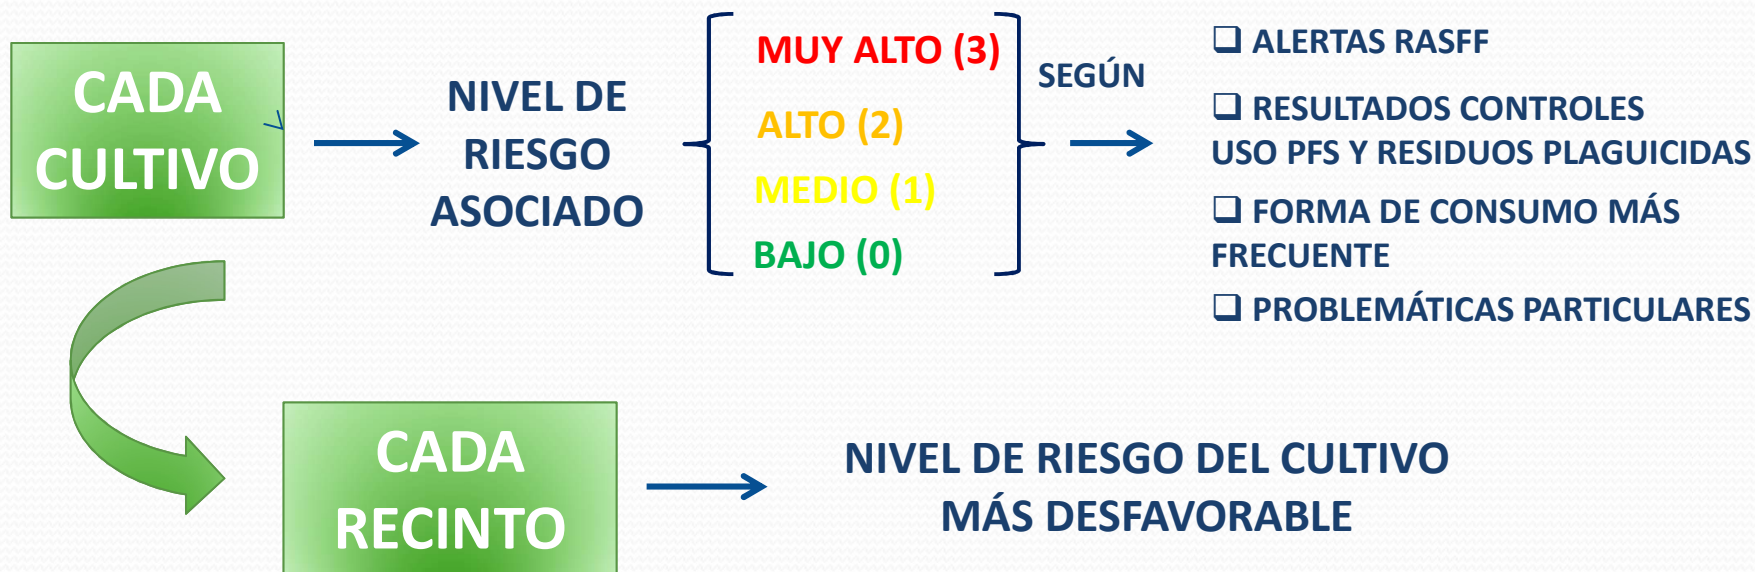 CADA
CULTIVO
NIVEL DE
RIESGO
ASOCIADO
MUY ALTO (3)
ALTO (2)
MEDIO (1)
BAJO (0)
SEGÚN
❑ ALERTAS RASFF
❑ RESULTADOS CONTROLES
USO PFS Y RESIDUOS PLAGUICIDAS
❑ FORMA DE CONSUMO MÁS
FRECUENTE
❑ PROBLEMÁTICAS PARTICULARES
CADA
RECINTO
NIVEL DE RIESGO DEL CULTIVO
MÁS DESFAVORABLE